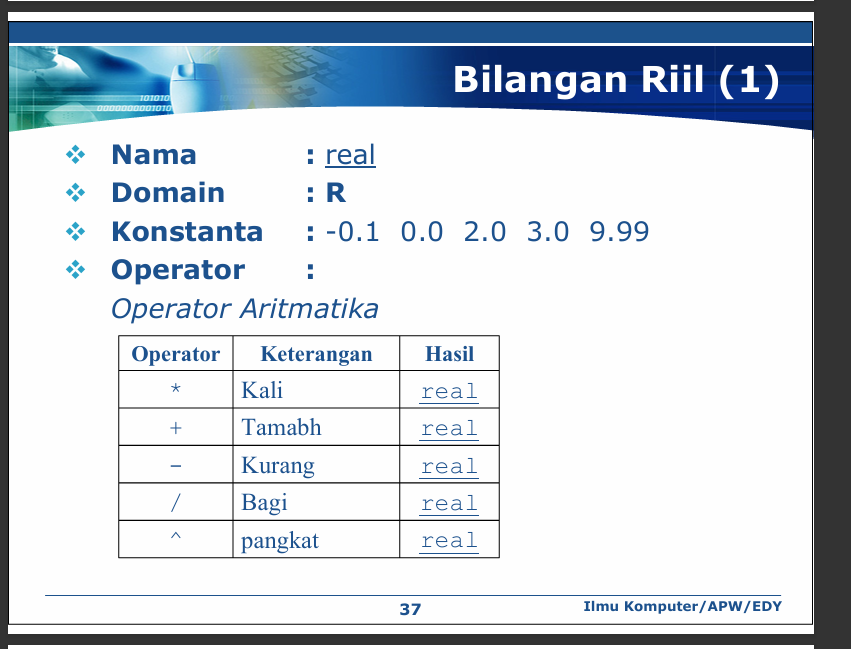 101010
000000000101010
Bilangan Riil (1)
Nama : real
Domain : R
Konstanta : -0.1 0.0 2.0 3.0 9.99
Operator :
Operator Aritmatika
Operator Keterangan Hasil
* Kali real
+ Tamabh real
- Kurang real
/ Bagi real
^ pangkat real
37
Ilmu Komputer/APW/EDY